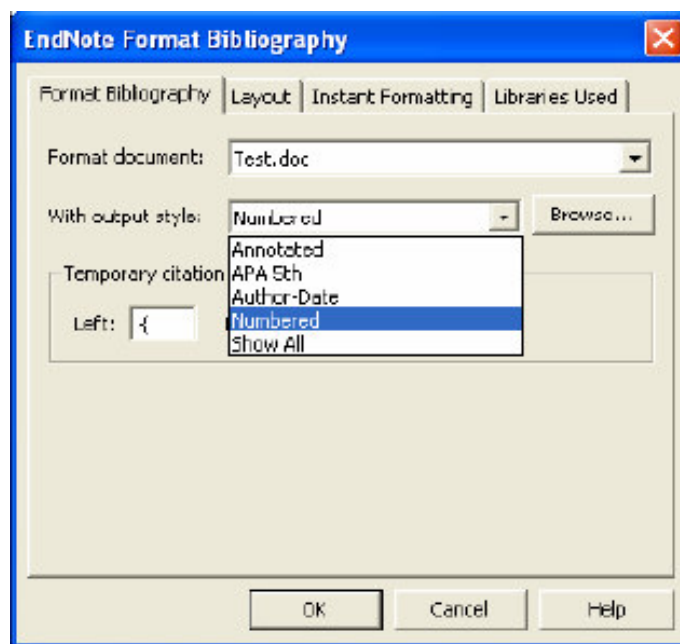 EndNote Format Bibliography
Format Bibliography Layout Instant Formatting Libraries Used
Format document: Test.doc
With output style: Numbered Browse...
Annotated
APA 5th
Author-Date
Numbered
Show All
Temporary citation
Left: {
OK Cancel Help